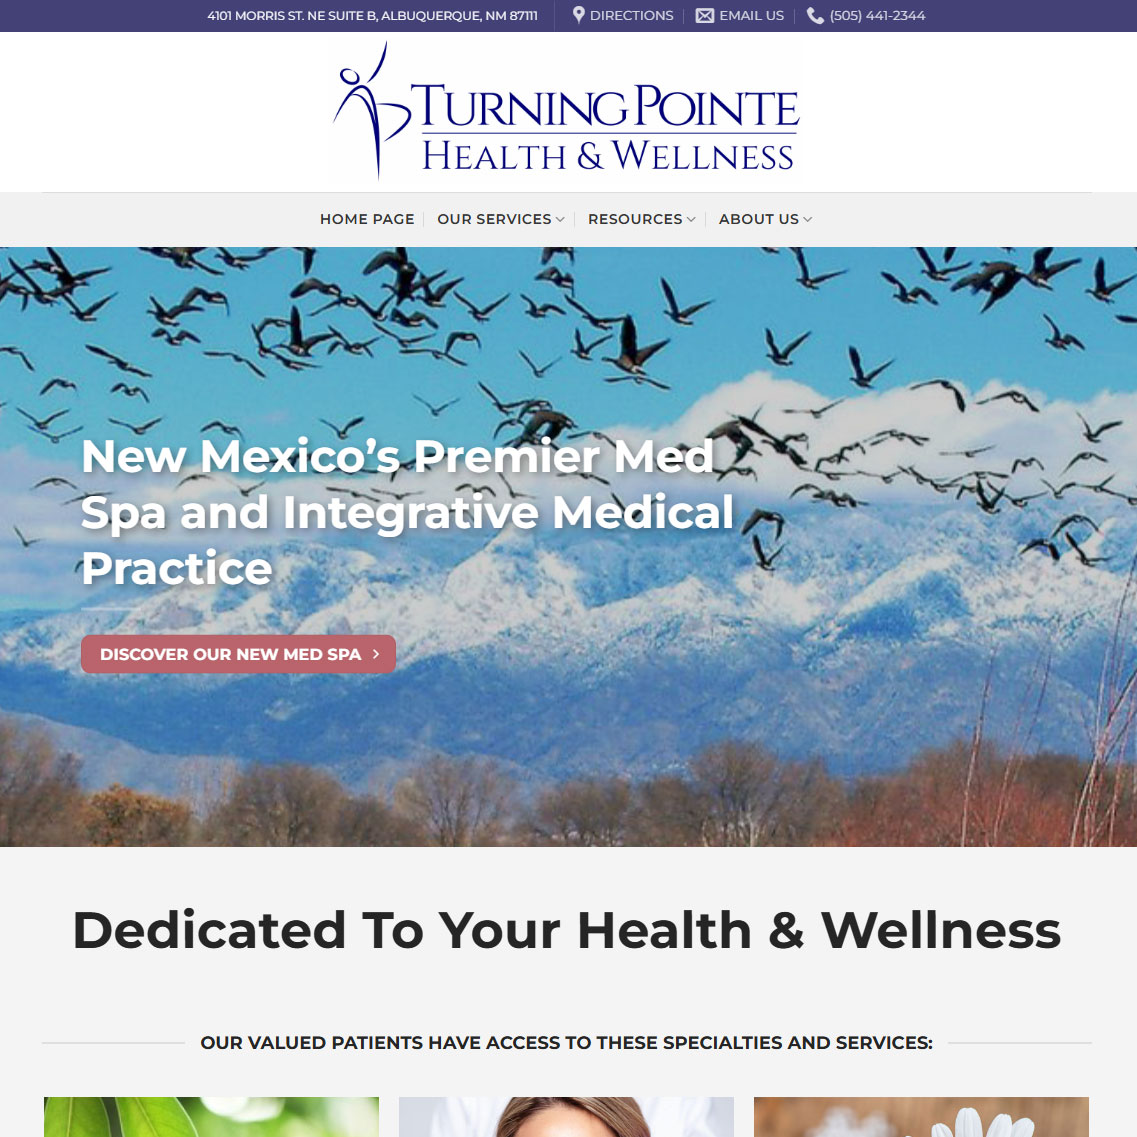 4101 MORRIS ST. NE SUITE B, ALBUQUERQUE, NM 87111 DIRECTIONS EMAIL US (505) 441-2344
TURNING POINTE
HEALTH & WELLNESS
HOME PAGE OUR SERVICES RESOURCES ABOUT US
New Mexico’s Premier Med
Spa and Integrative Medical
Practice
DISCOVER OUR NEW MED SPA
Dedicated To Your Health & Wellness
OUR VALUED PATIENTS HAVE ACCESS TO THESE SPECIALTIES AND SERVICES: